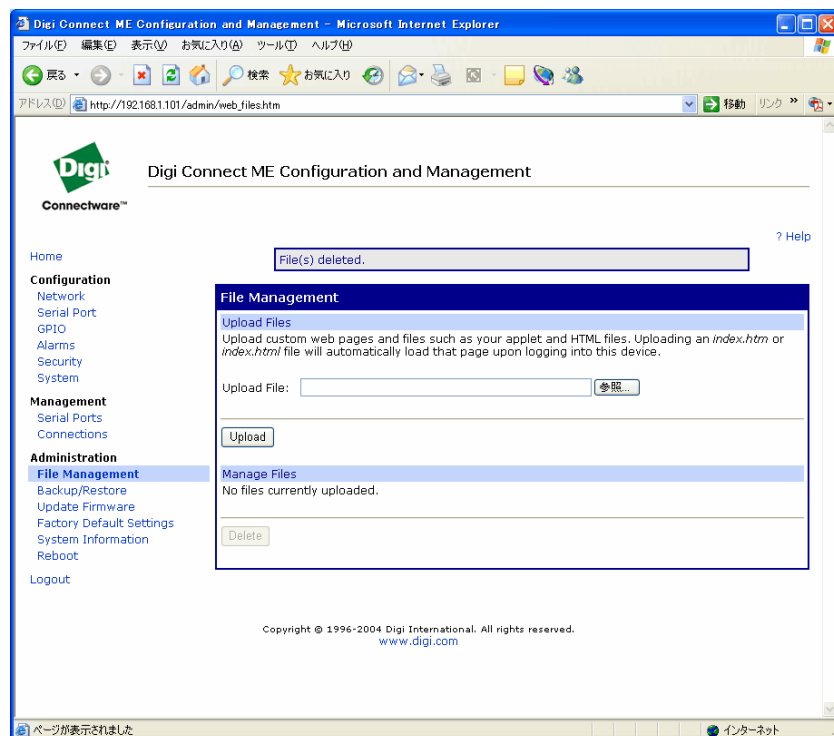 Digi Connect ME Configuration and Management - Microsoft Internet Explorer
ファイル(F) 編集(E) 表示(V) お気に入り(A) ツール(T) ヘルプ(H)
戻る 検索 お気に入り
アドレス(D) http://192.168.1.101/admin/web_files.htm 移動 リンク »
Digi
Connectware™
Digi Connect ME Configuration and Management
? Help
Home
File(s) deleted.
Configuration
Network
Serial Port
GPIO
Alarms
Security
System
Management
Serial Ports
Connections
Administration
File Management
Backup/Restore
Update Firmware
Factory Default Settings
System Information
Reboot
Logout
File Management
Upload Files
Upload custom web pages and files such as your applet and HTML files. Uploading an index.htm or
index.html file will automatically load that page upon logging into this device.
Upload File: 参照...
Upload
Manage Files
No files currently uploaded.
Delete
Copyright © 1996-2004 Digi International. All rights reserved.
www.digi.com
ページが表示されました インターネット